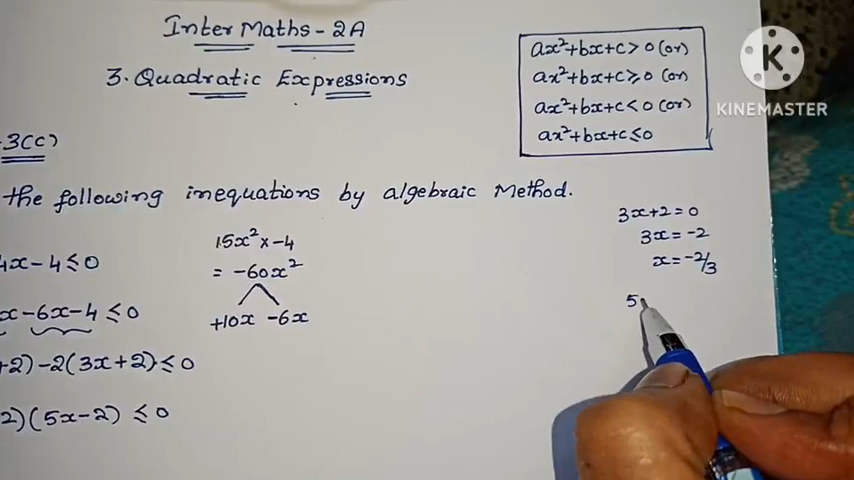 Inter Maths - 2A
3. Quadratic Expressions
-3(c)
the following inequations by algebraic Method.
4x-4≤0
x-6x-4≤0
+2)-2(3x+2)≤0
2)(5x-2)≤0
15x²x-4
= -60x²
+10x -6x
ax²+bx+c>0 (or)
ax²+bx+c≥0 (or)
ax²+bx+c<0 (or)
ax²+bx+c≤0
3x+2=0
3x=-2
x=-2/3
5
K
KINEMASTER